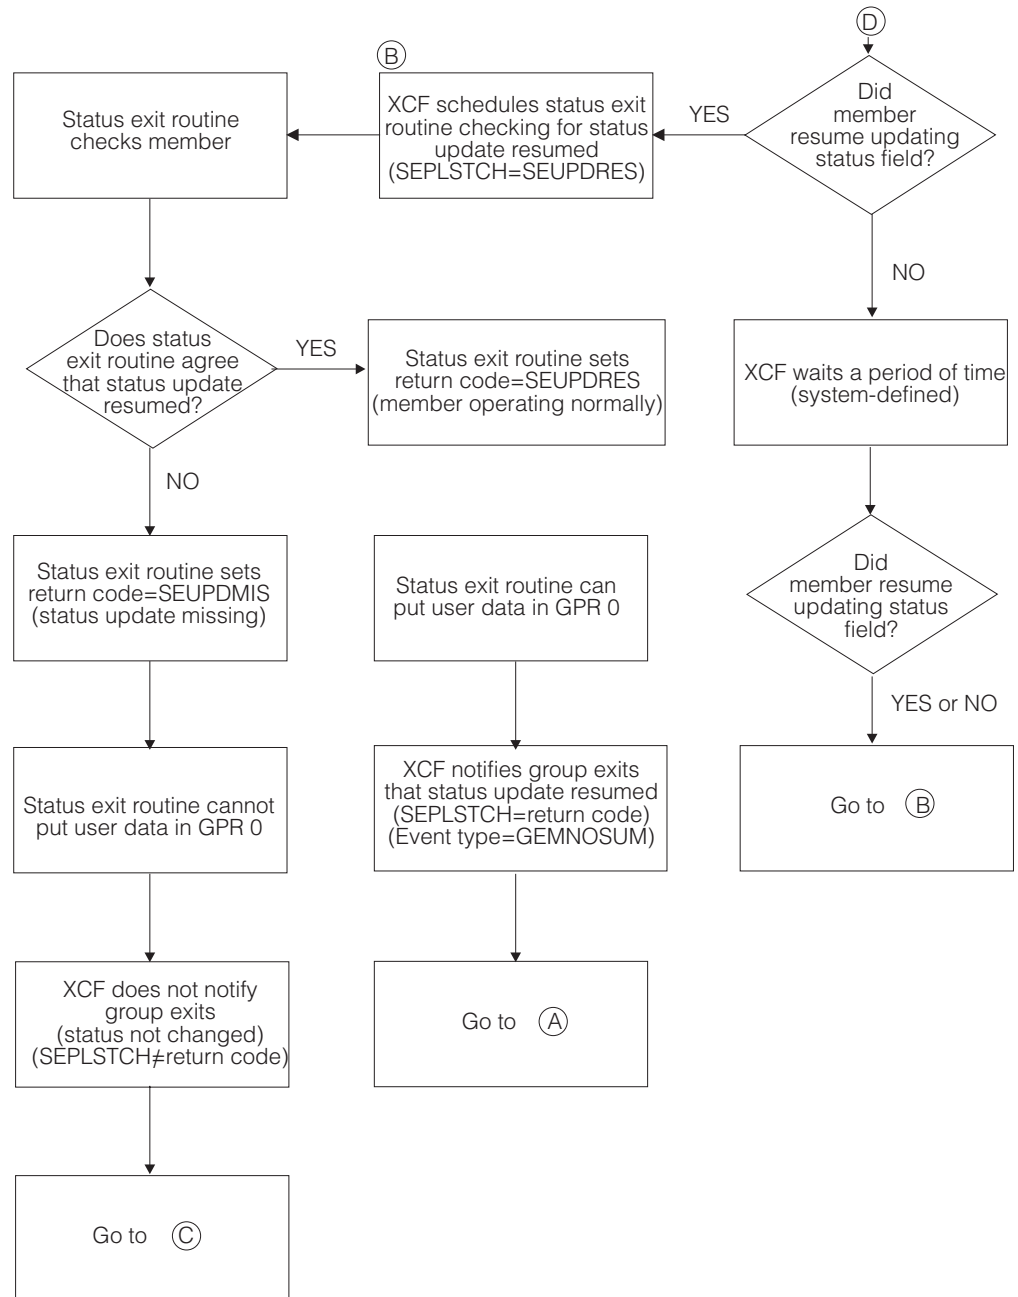 D
Did
member
resume updating
status field?
YES
B
XCF schedules status exit
routine checking for status
update resumed
(SEPLSTCH=SEUPDRES)
Status exit routine
checks member
NO
Does status
exit routine agree
that status update
resumed?
YES
Status exit routine sets
return code=SEUPDRES
(member operating normally)
XCF waits a period of time
(system-defined)
NO
Status exit routine sets
return code=SEUPDMIS
(status update missing)
Status exit routine can
put user data in GPR 0
Did
member resume
updating status
field?
YES or NO
Status exit routine cannot
put user data in GPR 0
XCF notifies group exits
that status update resumed
(SEPLSTCH=return code)
(Event type=GEMNOSUM)
Go to B
XCF does not notify
group exits
(status not changed)
(SEPLSTCH≠return code)
Go to A
Go to C